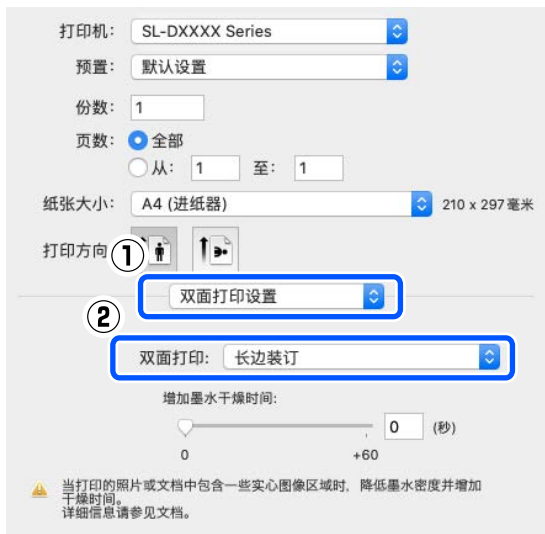 打印机: SL-DXXXX Series
预置: 默认设置
份数: 1
页数: 全部
从: 1 至: 1
纸张大小: A4 (进纸器) 210 x 297 毫米
打印方向
①
双面打印设置
②
双面打印: 长边装订
增加墨水干燥时间:
0 (秒)
0 +60
当打印的照片或文档中包含一些实心图像区域时，降低墨水密度并增加
干燥时间。
详细信息请参见文档。